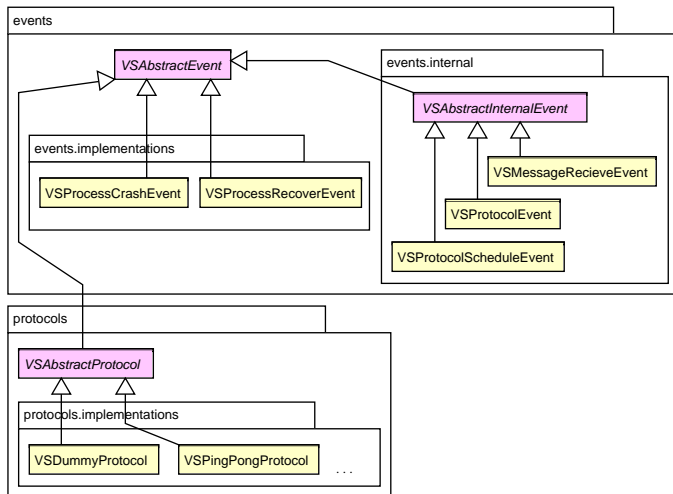 events
VSAbstractEvent
events.internal
VSAbstractInternalEvent
events.implementations
VSMessageRecieveEvent
VSProcessCrashEvent
VSProcessRecoverEvent
VSProtocolEvent
VSProtocolScheduleEvent
protocols
VSAbstractProtocol
protocols.implementations
VSDummyProtocol
VSPingPongProtocol
...